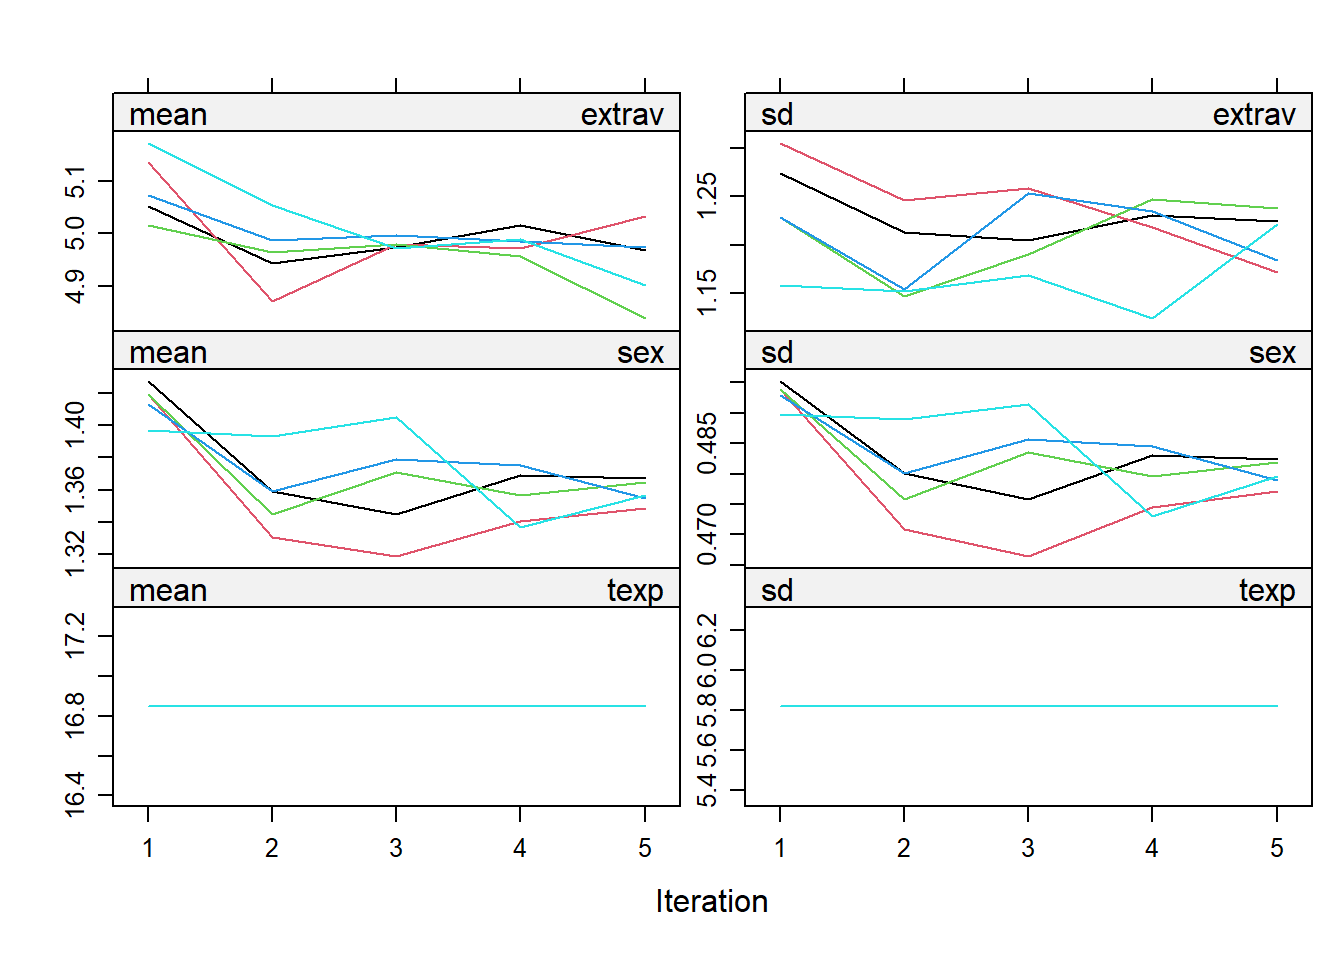 mean extrav
sd extrav
5.1
5.0
4.9
1.25
1.15
mean sex
sd sex
1.40
1.36
1.32
0.485
0.470
mean texp
sd texp
17.2
16.8
16.4
6.2
6.0
5.8
5.6
5.4
1 2 3 4 5
1 2 3 4 5
Iteration